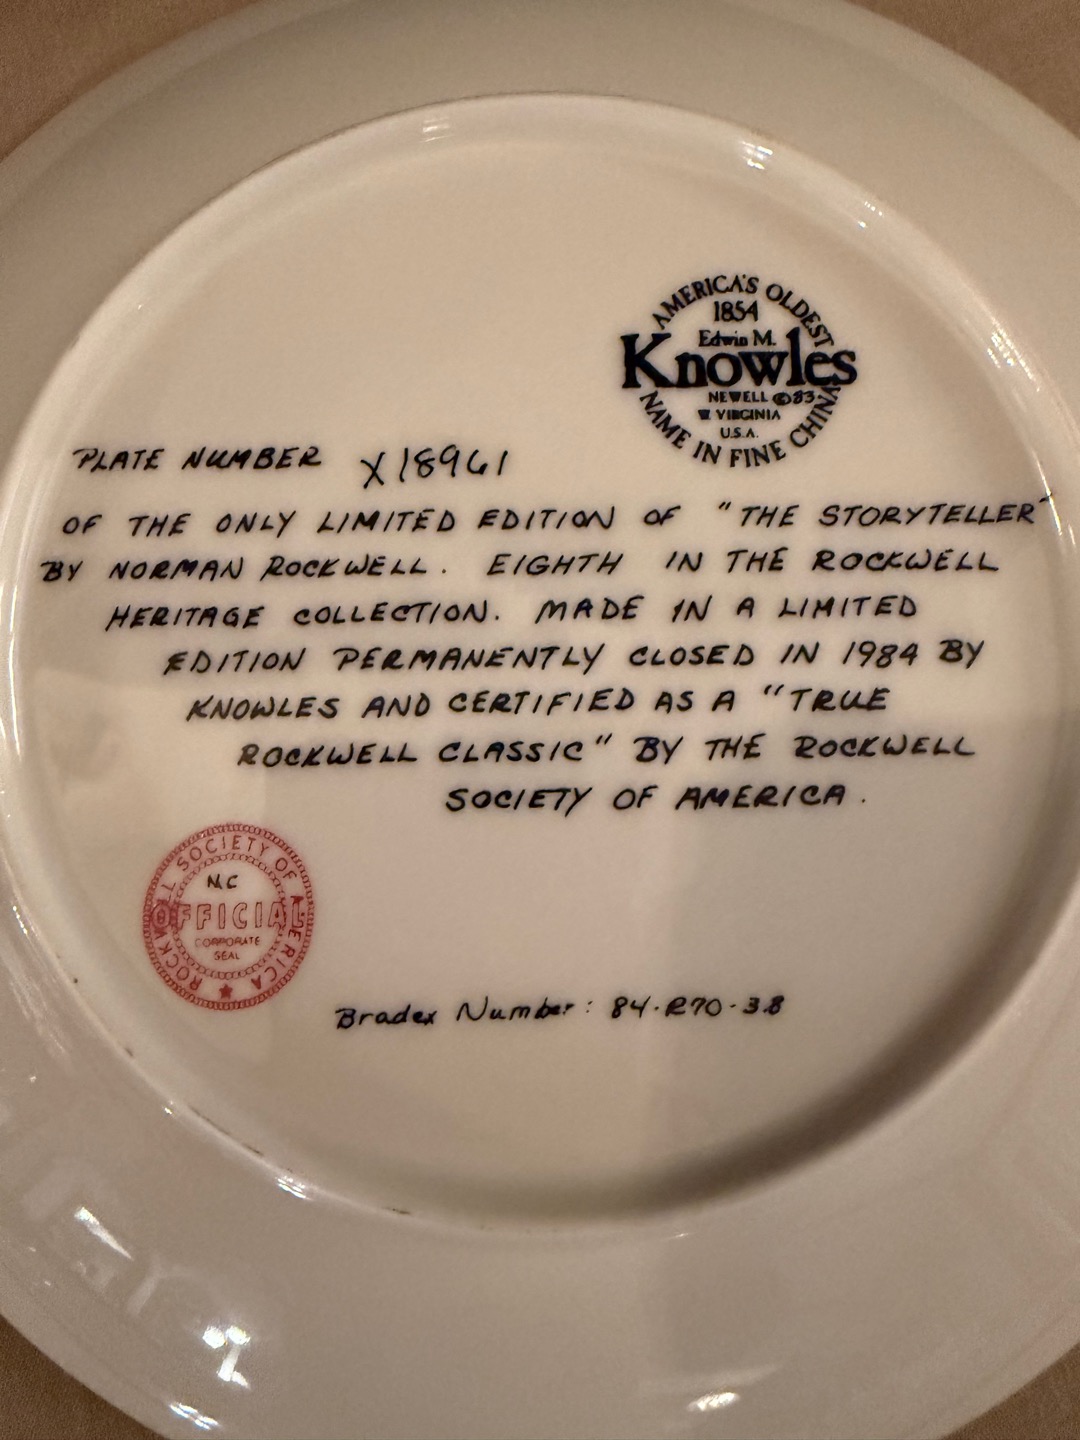 AMERICA'S OLDEST
1854
Edwin M.
Knowles
NEWELL ©83
W VIRGINIA
U.S.A.
NAME IN FINE CHINA
PLATE NUMBER X18961
OF THE ONLY LIMITED EDITION OF "THE STORYTELLER"
BY NORMAN ROCKWELL. EIGHTH IN THE ROCKWELL
HERITAGE COLLECTION. MADE IN A LIMITED
EDITION PERMANENTLY CLOSED IN 1984 BY
KNOWLES AND CERTIFIED AS A "TRUE
ROCKWELL CLASSIC" BY THE ROCKWELL
SOCIETY OF AMERICA.
ROCKWELL SOCIETY OF AMERICA
N.C
OFFICIAL
CORPORATE
SEAL
Bradex Number: 84-R70-3.8